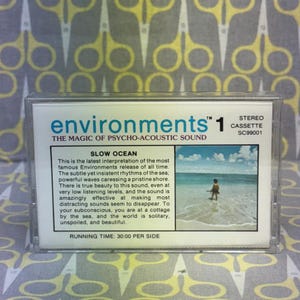 environments™ 1
THE MAGIC OF PSYCHO-ACOUSTIC SOUND
STEREO
CASSETTE
SC99001
SLOW OCEAN
This is the latest interpretation of the most
famous Environments release of all time.
The subtle yet insistent rhythms of the sea;
powerful waves caressing a pristine shore.
There is true beauty to this sound, even at
very low listening levels, and the sound is
amazingly effective at making most
distracting sounds seem to disappear. To
your subconscious, you are at a cottage
by the sea, and the world is solitary,
unspoiled, and beautiful.
RUNNING TIME: 30:00 PER SIDE